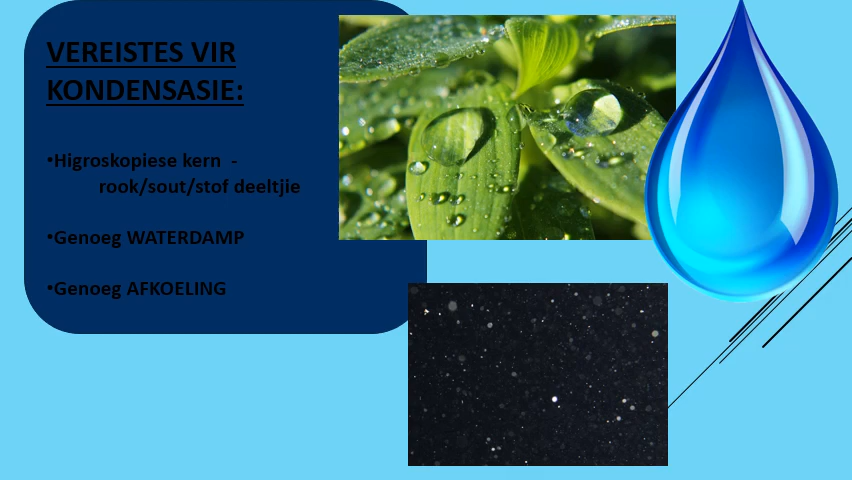 VEREISTES VIR
KONDENSASIE:
•Higroskopiese kern -
rook/sout/stof deeltjie
•Genoeg WATERDAMP
•Genoeg AFKOELING